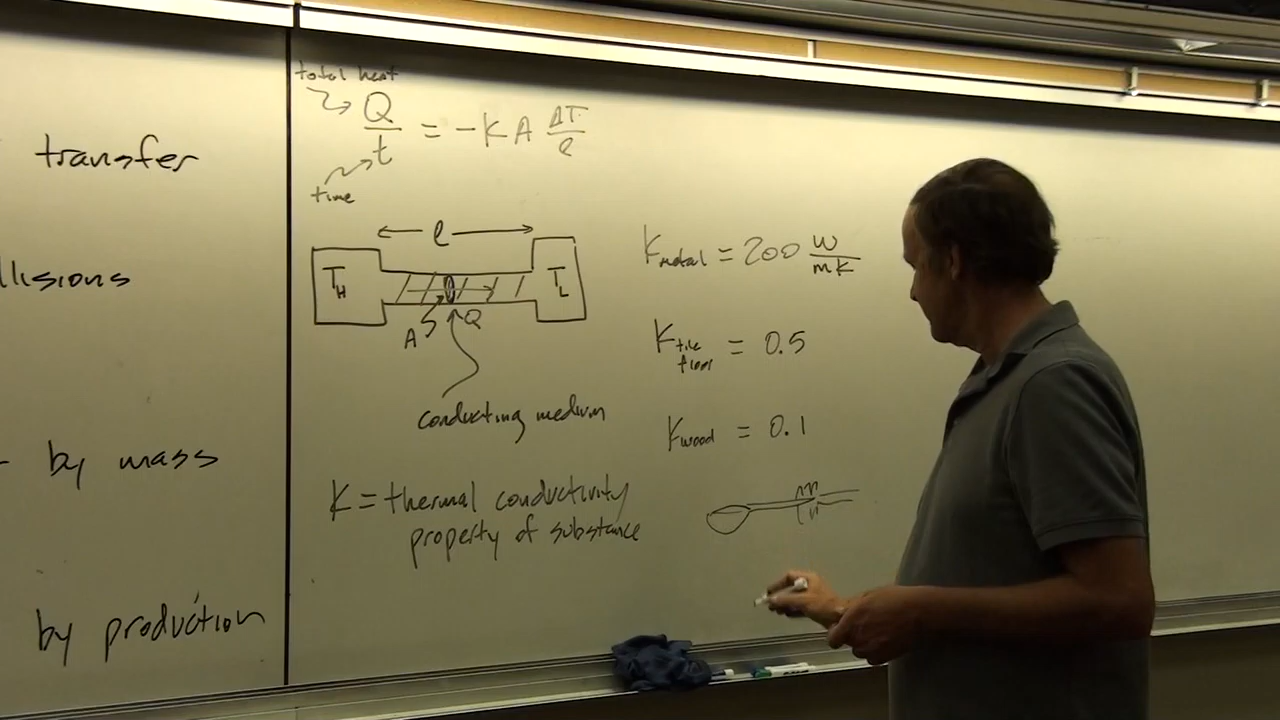 transfer
llisions
- by mass
by production
total heat
Q/t = -KA ΔT/l
time
l
T_H
T_L
A
Q
conducting medium
K = thermal conductivity
property of substance
K_metal = 200 W/mK
K_tile floor = 0.5
K_wood = 0.1